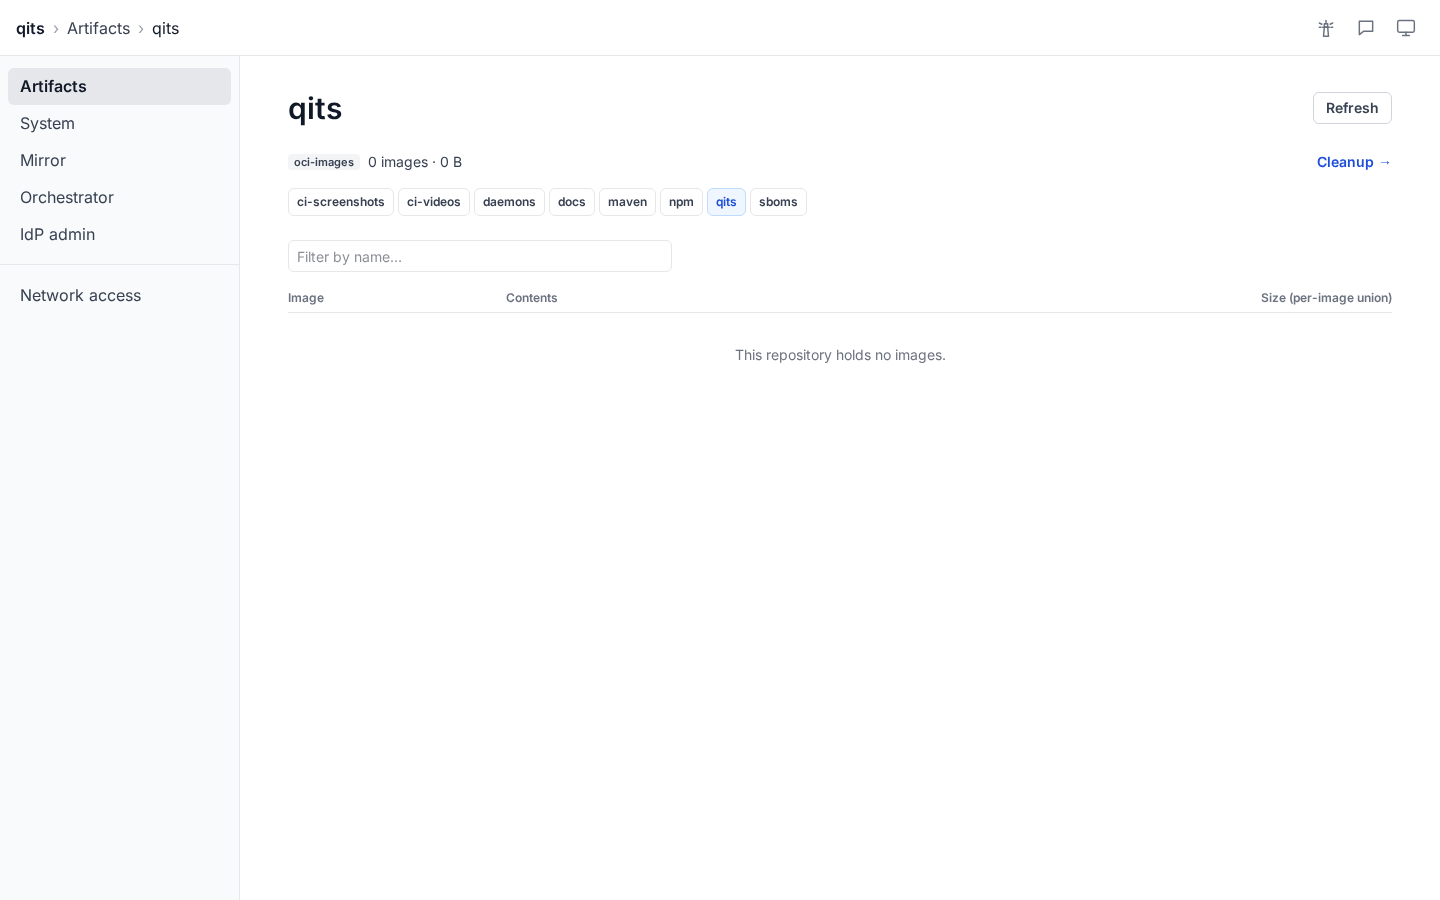 qits › Artifacts › qits
Artifacts
System
Mirror
Orchestrator
IdP admin
Network access
qits
Refresh
oci-images 0 images · 0 B
Cleanup →
ci-screenshots ci-videos daemons docs maven npm qits sboms
Filter by name...
Image Contents Size (per-image union)
This repository holds no images.